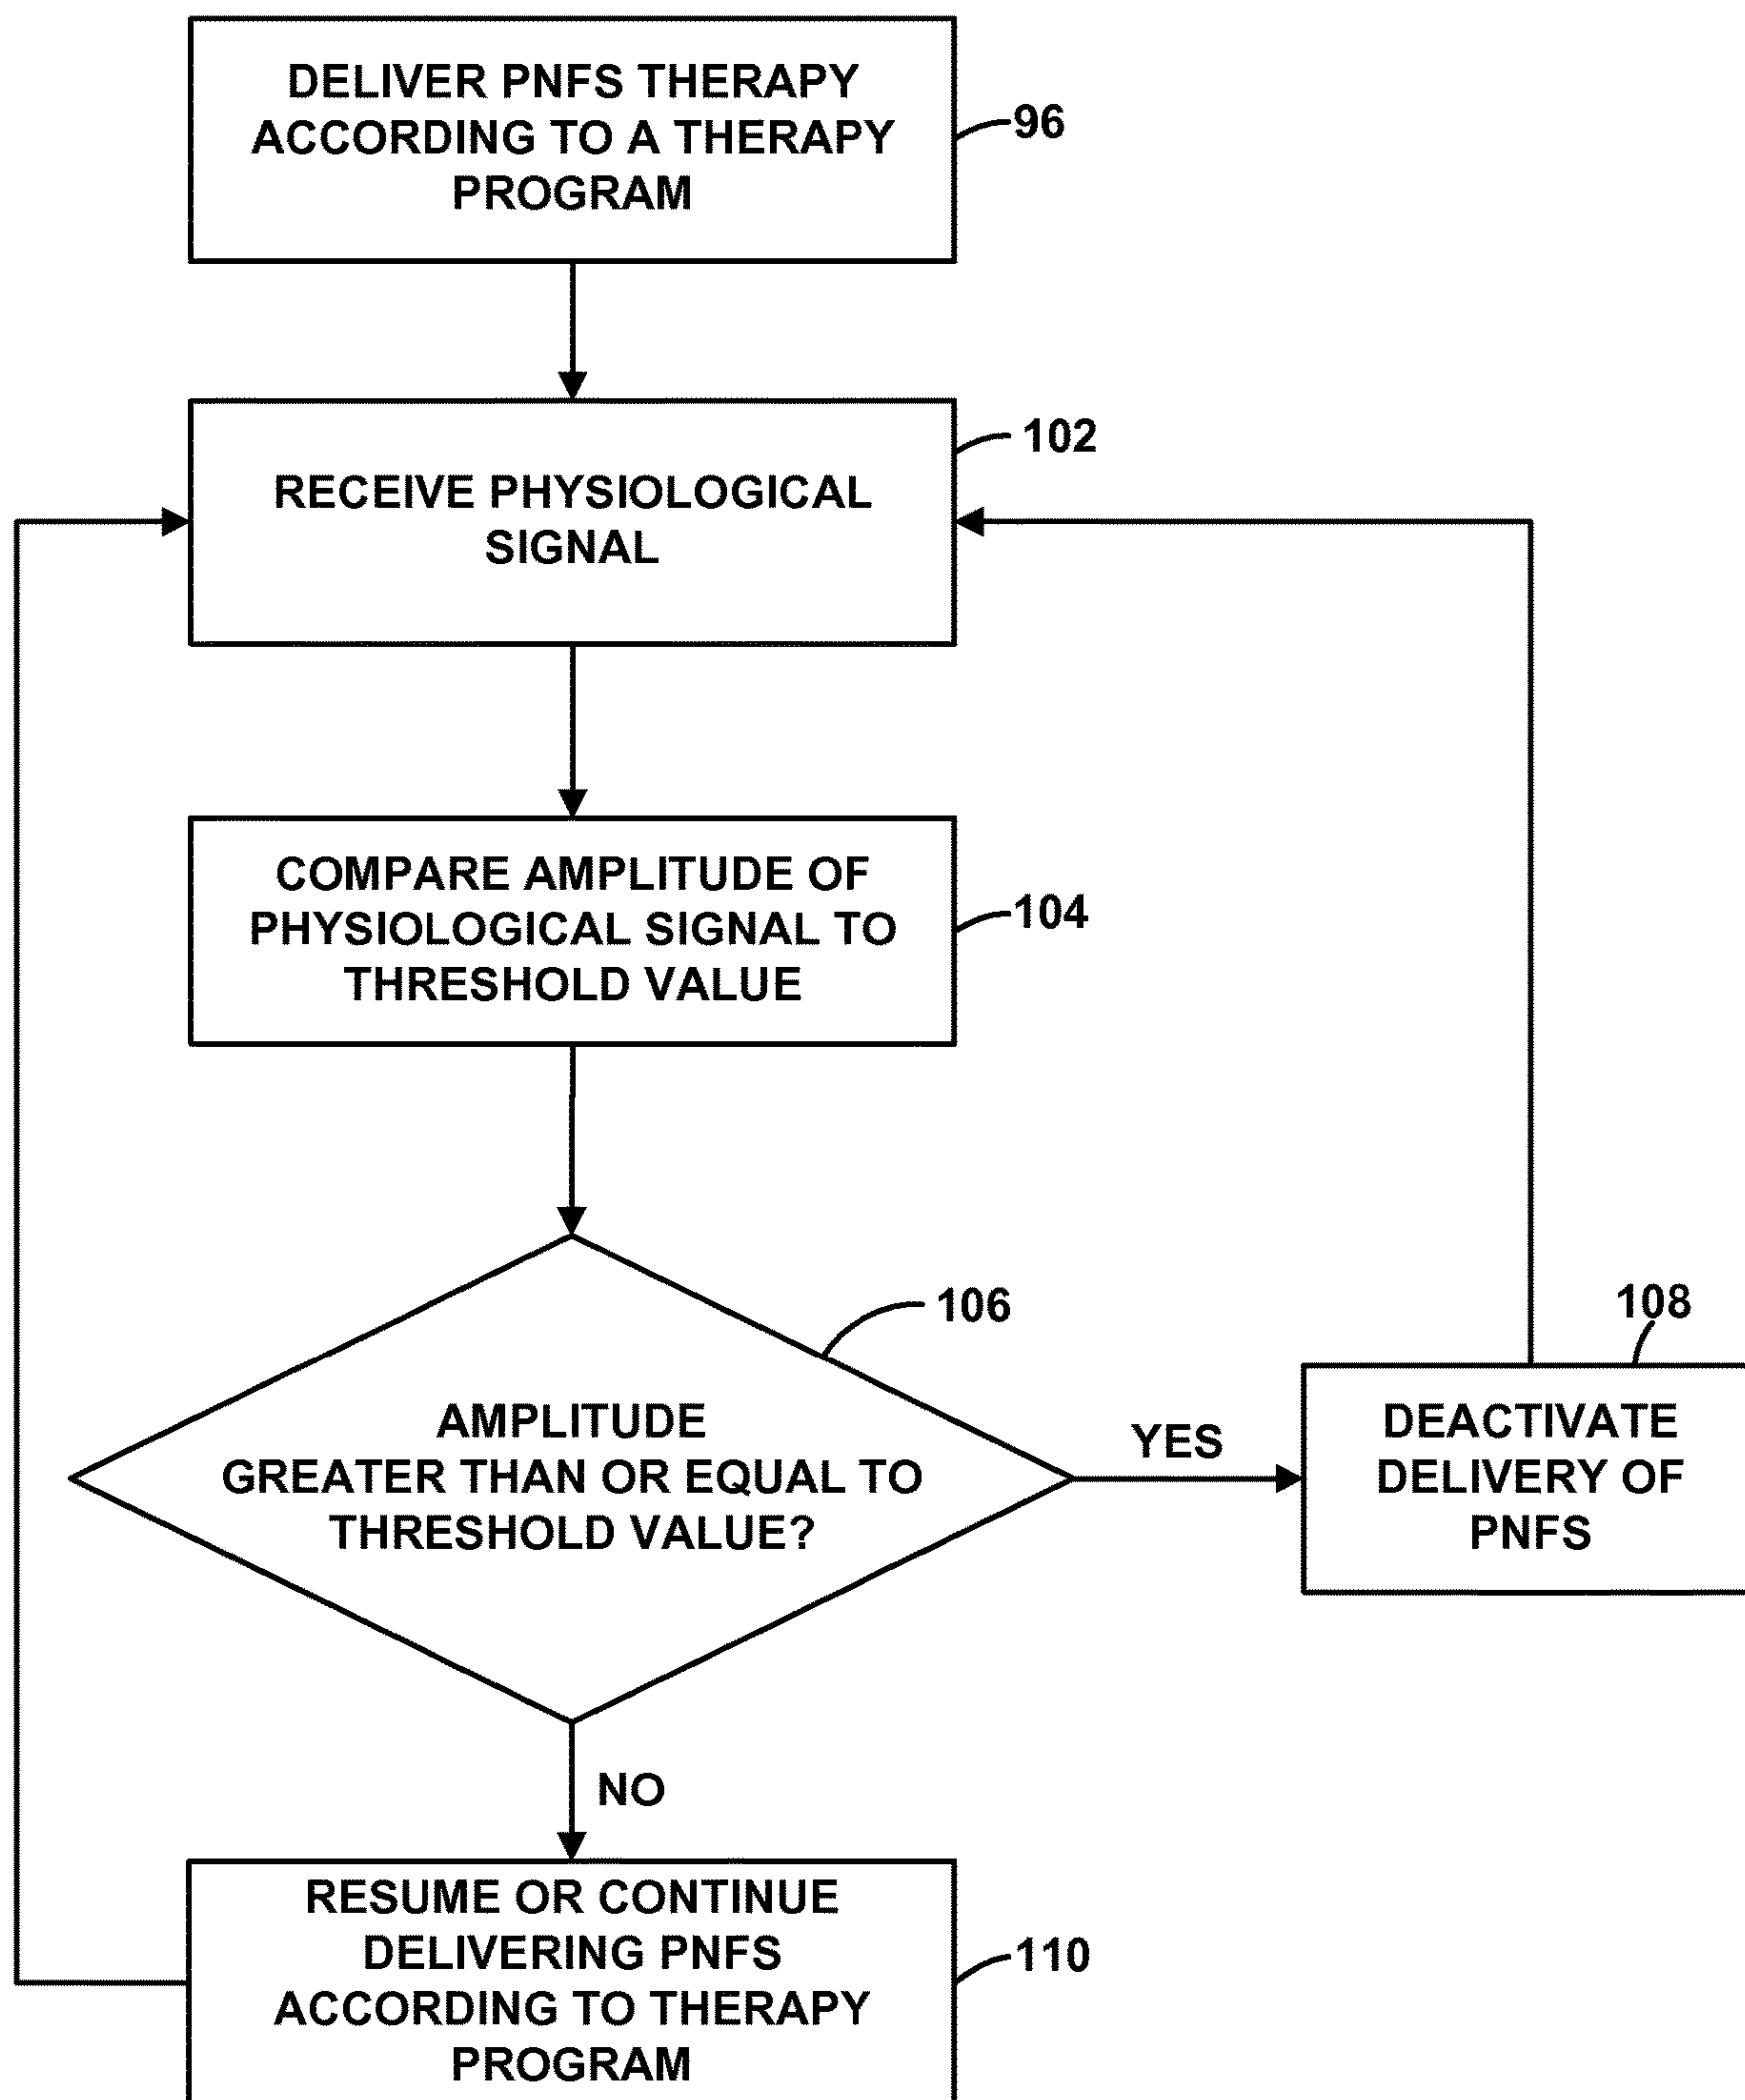 DELIVER PNFS THERAPY
ACCORDING TO A THERAPY
PROGRAM
96
RECEIVE PHYSIOLOGICAL
SIGNAL
102
COMPARE AMPLITUDE OF
PHYSIOLOGICAL SIGNAL TO
THRESHOLD VALUE
104
AMPLITUDE
GREATER THAN OR EQUAL TO
THRESHOLD VALUE?
106
YES
DEACTIVATE
DELIVERY OF
PNFS
108
NO
RESUME OR CONTINUE
DELIVERING PNFS
ACCORDING TO THERAPY
PROGRAM
110